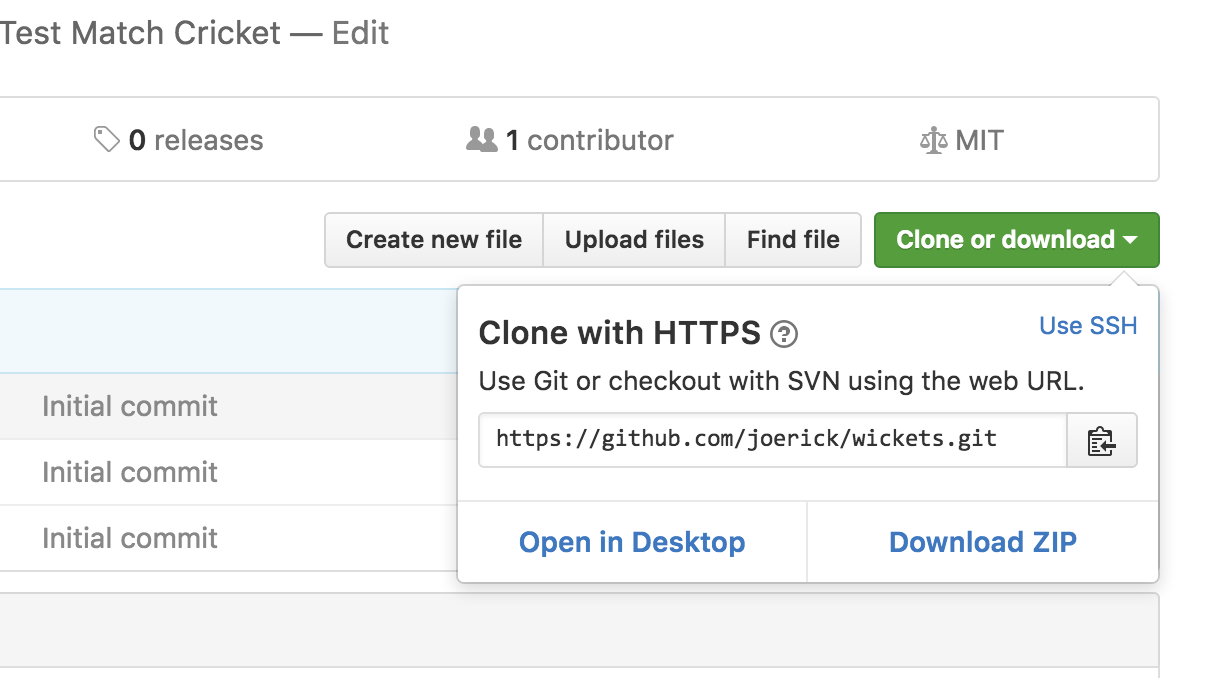 Test Match Cricket — Edit
0 releases
1 contributor
MIT
Create new file
Upload files
Find file
Clone or download
Clone with HTTPS ?
Use SSH
Use Git or checkout with SVN using the web URL.
https://github.com/joerick/wickets.git
Open in Desktop
Download ZIP
Initial commit
Initial commit
Initial commit